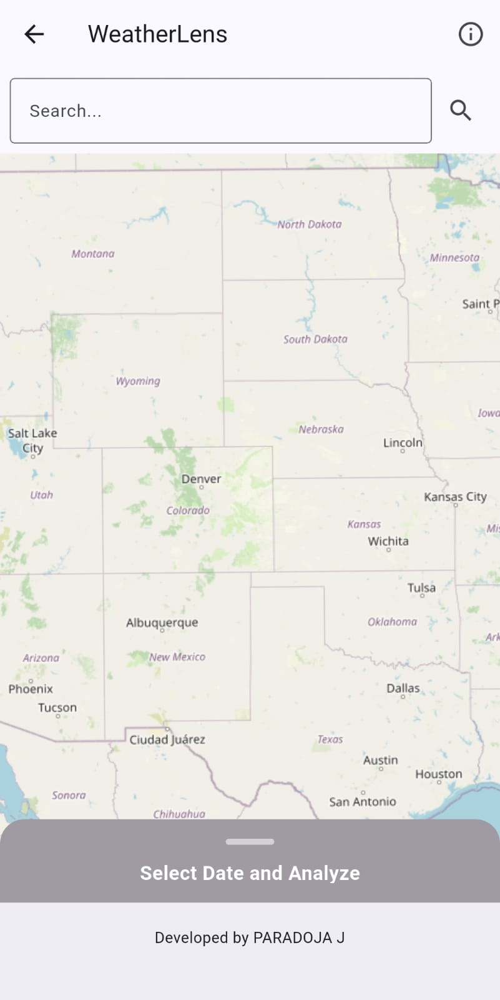 WeatherLens
Search...
North Dakota
Montana
Minnesota
Saint P
South Dakota
Wyoming
Iowa
Nebraska
Salt Lake
City
Lincoln
Denver
Utah
Kansas City
Colorado
Kansas
Mis
Wichita
Tulsa
Albuquerque
Oklahoma
Ark
New Mexico
Arizona
Phoenix
Dallas
Tucson
Ciudad Juárez
Texas
Austin
Houston
Sonora
San Antonio
Chihuahua
Select Date and Analyze
Developed by PARADOJA J